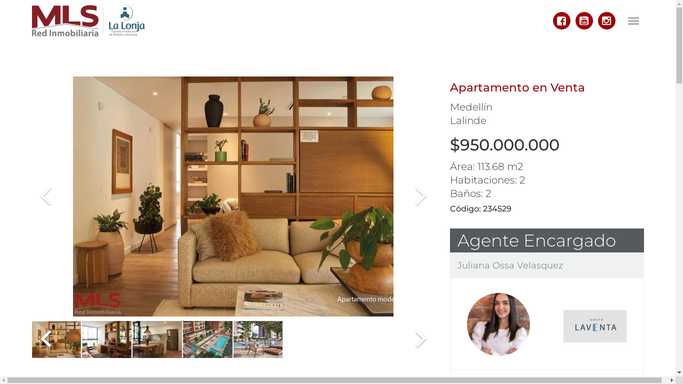 MLS
Red Inmobiliaria
La Lonja
Apartamento en Venta
Medellín
Lalinde
$950.000.000
Área: 113.68 m2
Habitaciones: 2
Baños: 2
Código: 234529
MLS
Red Inmobiliaria
Apartamento mode
Agente Encargado
Juliana Ossa Velasquez
LAVENTA